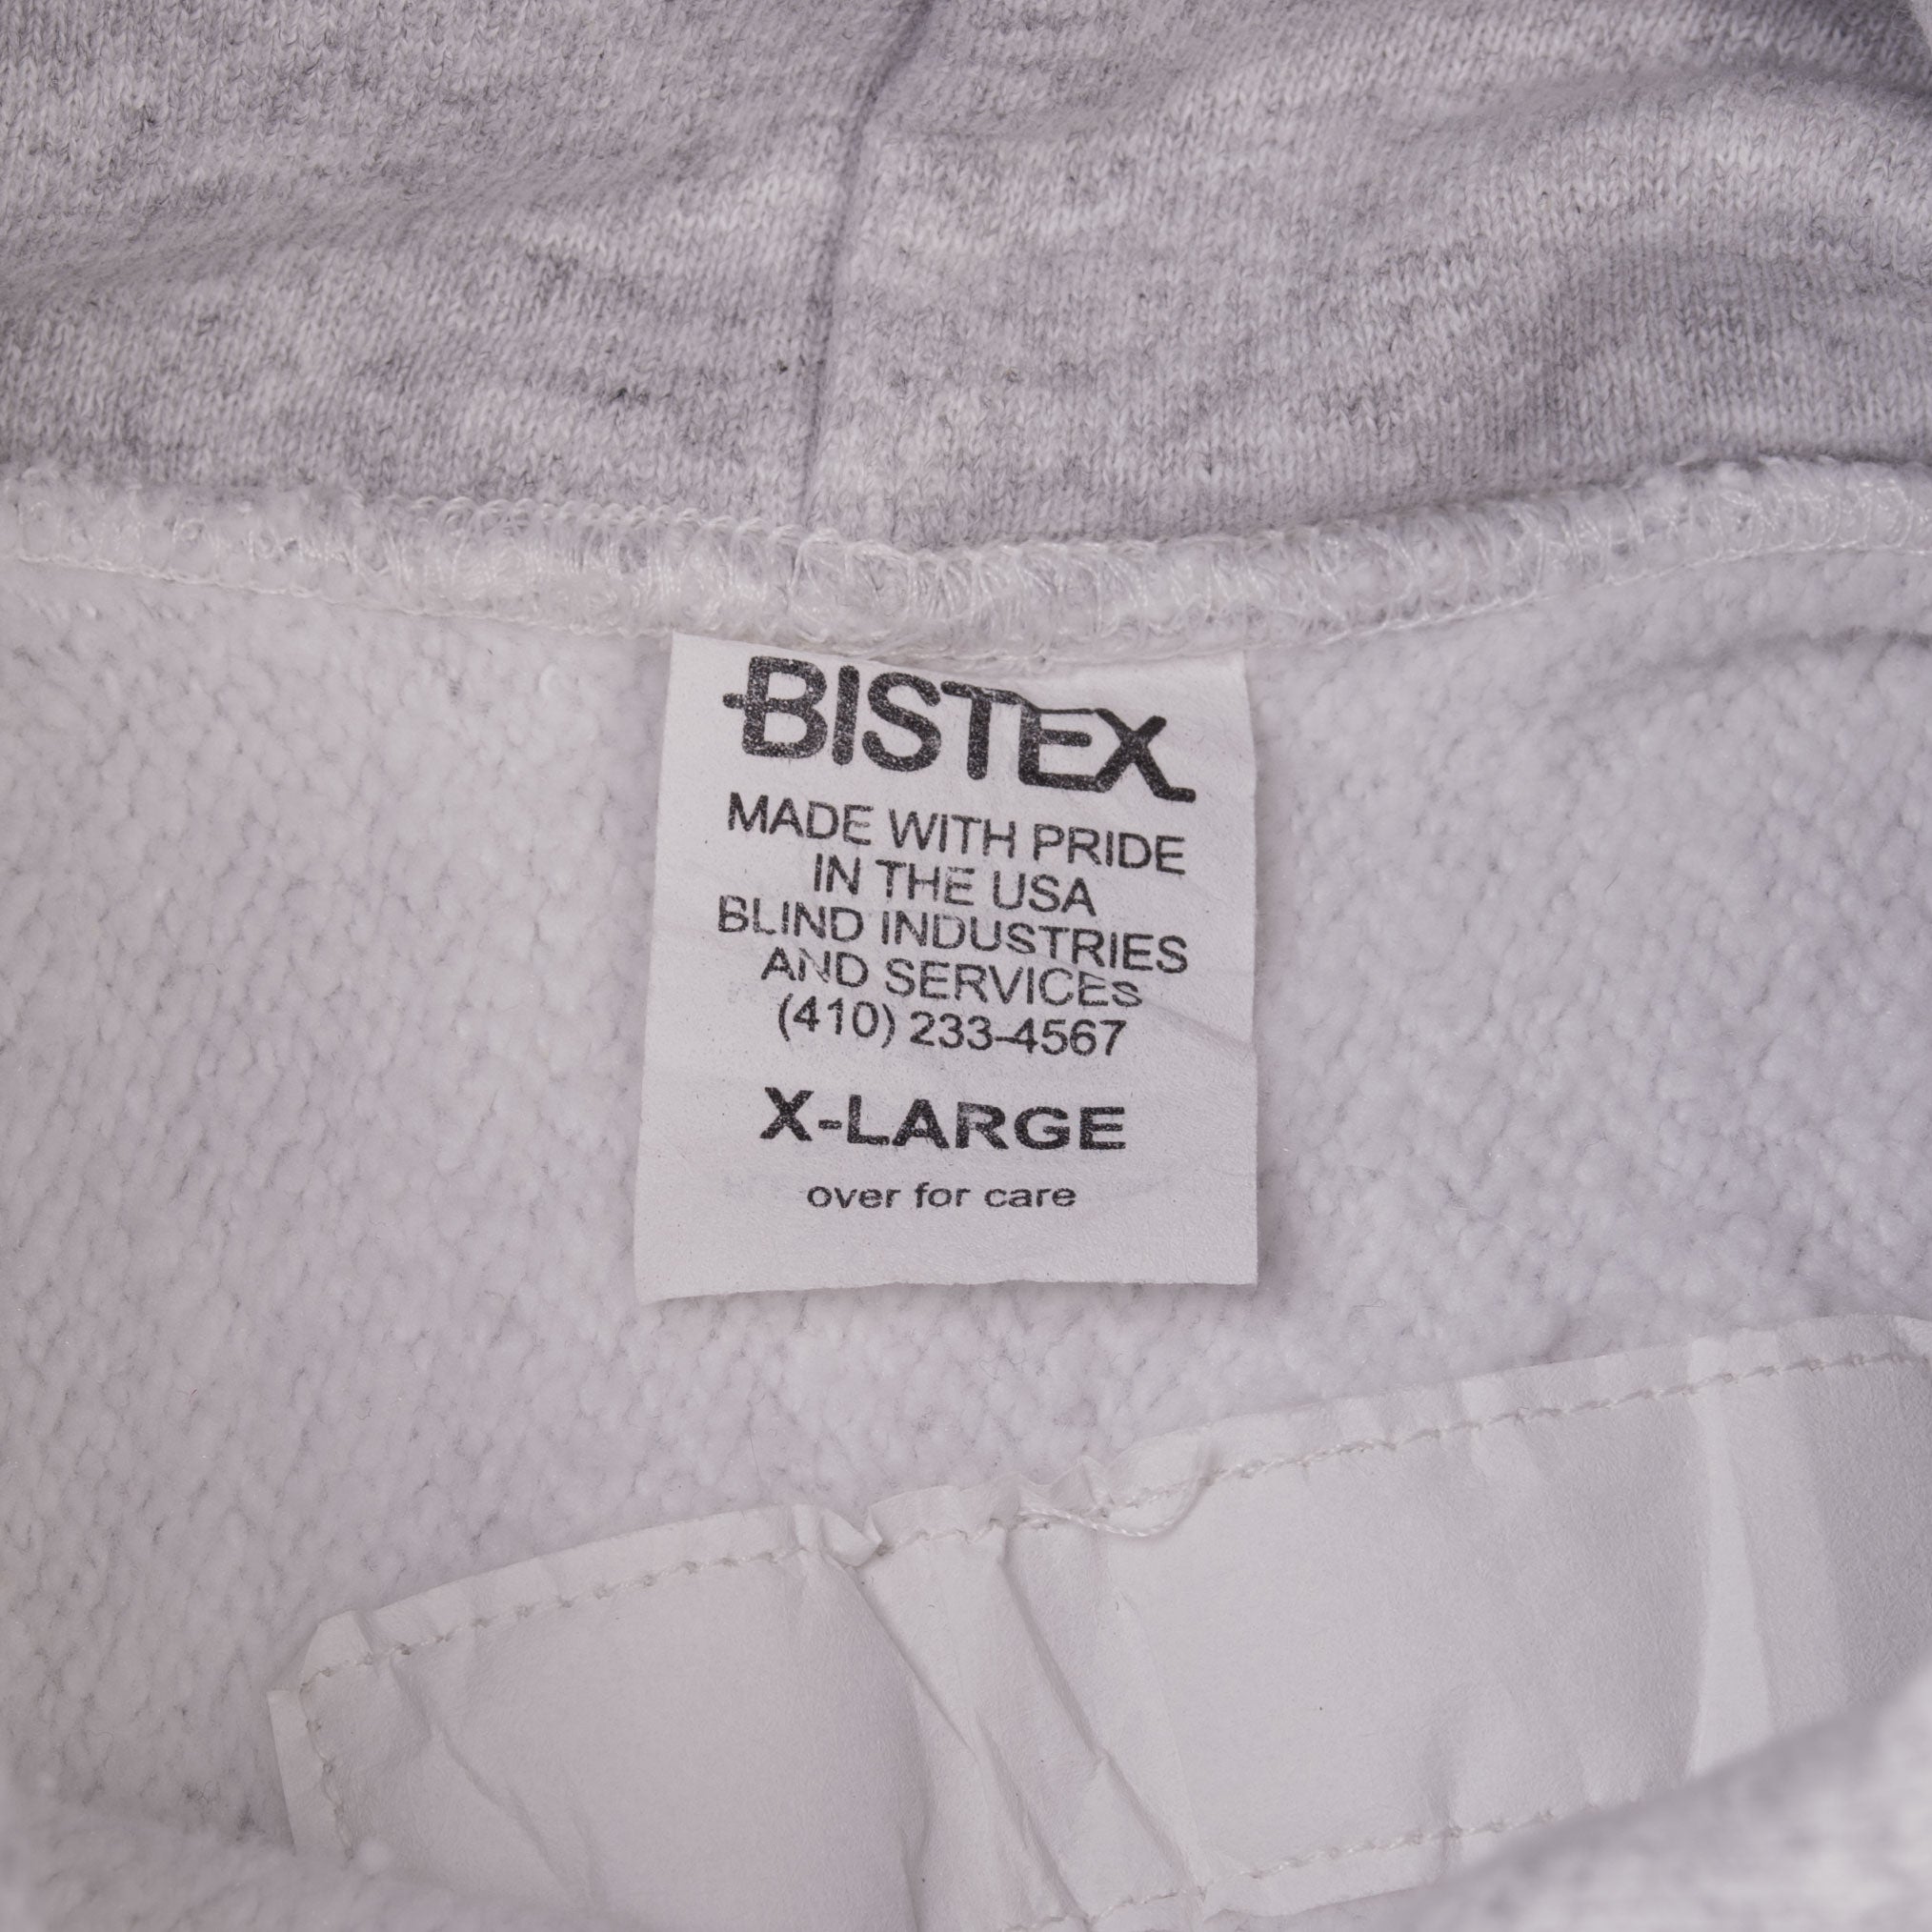 BISTEX
MADE WITH PRIDE
IN THE USA
BLIND INDUSTRIES
AND SERVICES
(410) 233-4567
X-LARGE
over for care